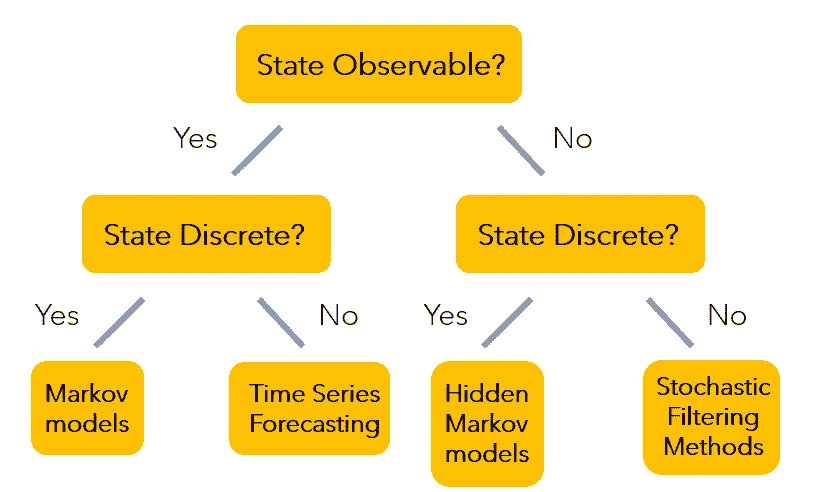 State Observable?
Yes
No
State Discrete?
State Discrete?
Yes
No
Yes
No
Markov
models
Time Series
Forecasting
Hidden
Markov
models
Stochastic
Filtering
Methods